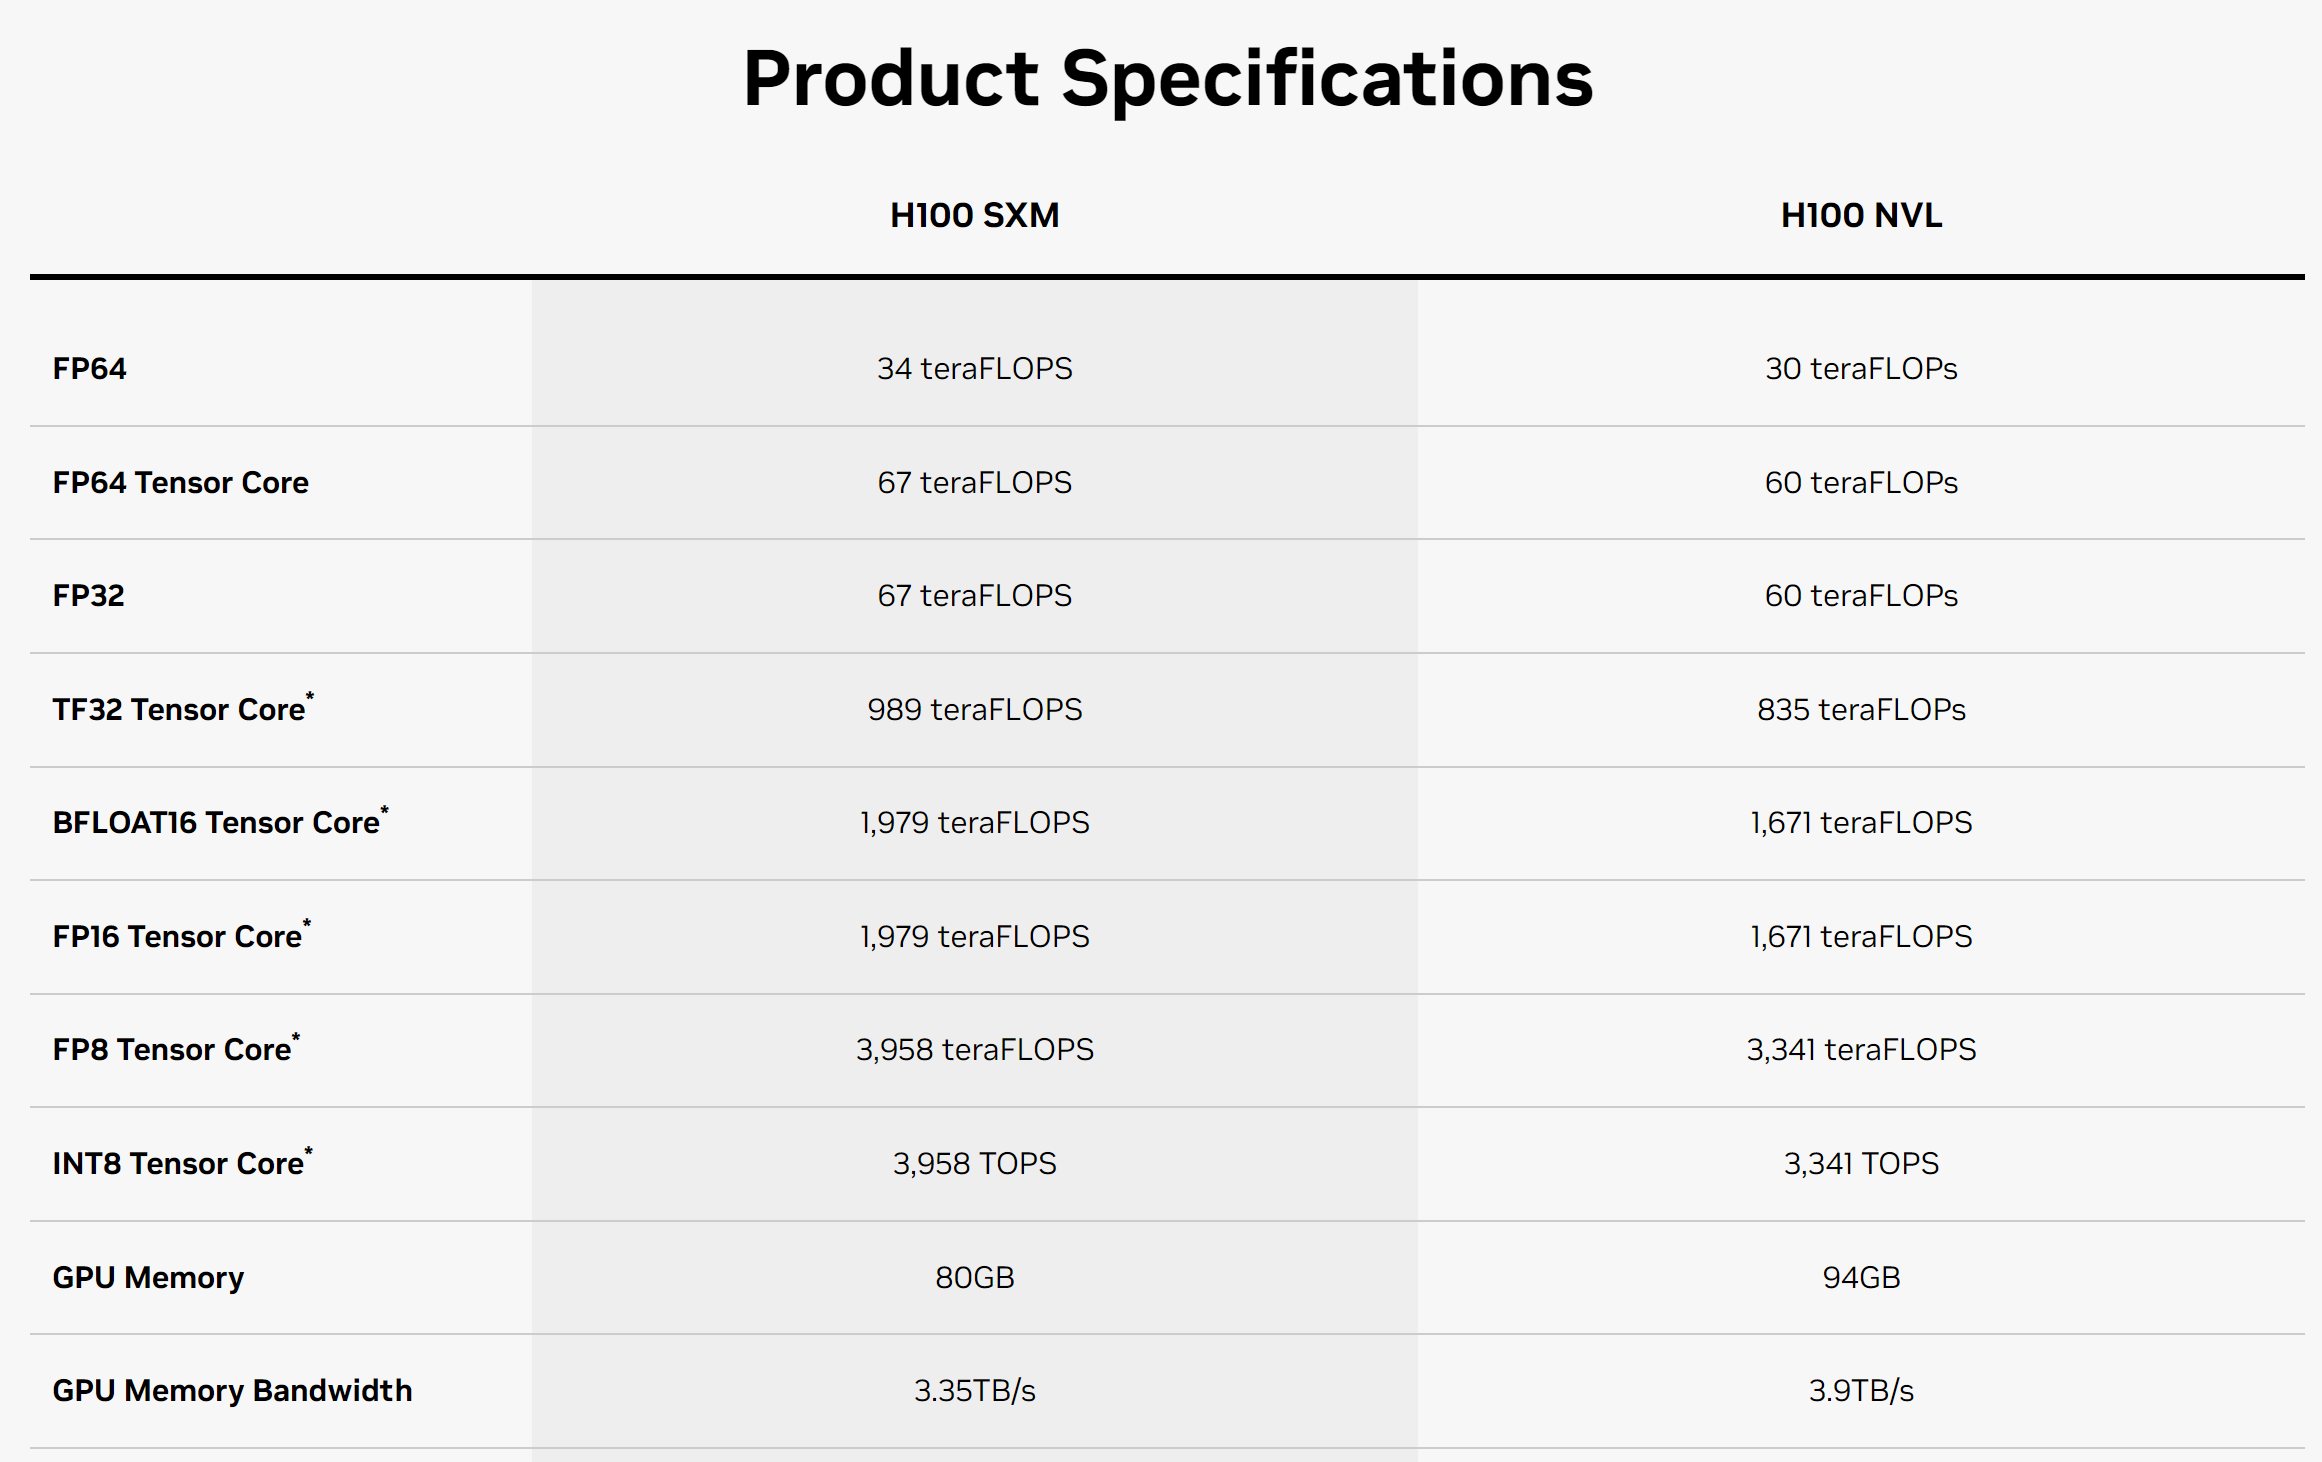 Product Specifications
H100 SXM H100 NVL
FP64 34 teraFLOPS 30 teraFLOPs
FP64 Tensor Core 67 teraFLOPS 60 teraFLOPs
FP32 67 teraFLOPS 60 teraFLOPs
TF32 Tensor Core* 989 teraFLOPS 835 teraFLOPs
BFLOAT16 Tensor Core* 1,979 teraFLOPS 1,671 teraFLOPS
FP16 Tensor Core* 1,979 teraFLOPS 1,671 teraFLOPS
FP8 Tensor Core* 3,958 teraFLOPS 3,341 teraFLOPS
INT8 Tensor Core* 3,958 TOPS 3,341 TOPS
GPU Memory 80GB 94GB
GPU Memory Bandwidth 3.35TB/s 3.9TB/s